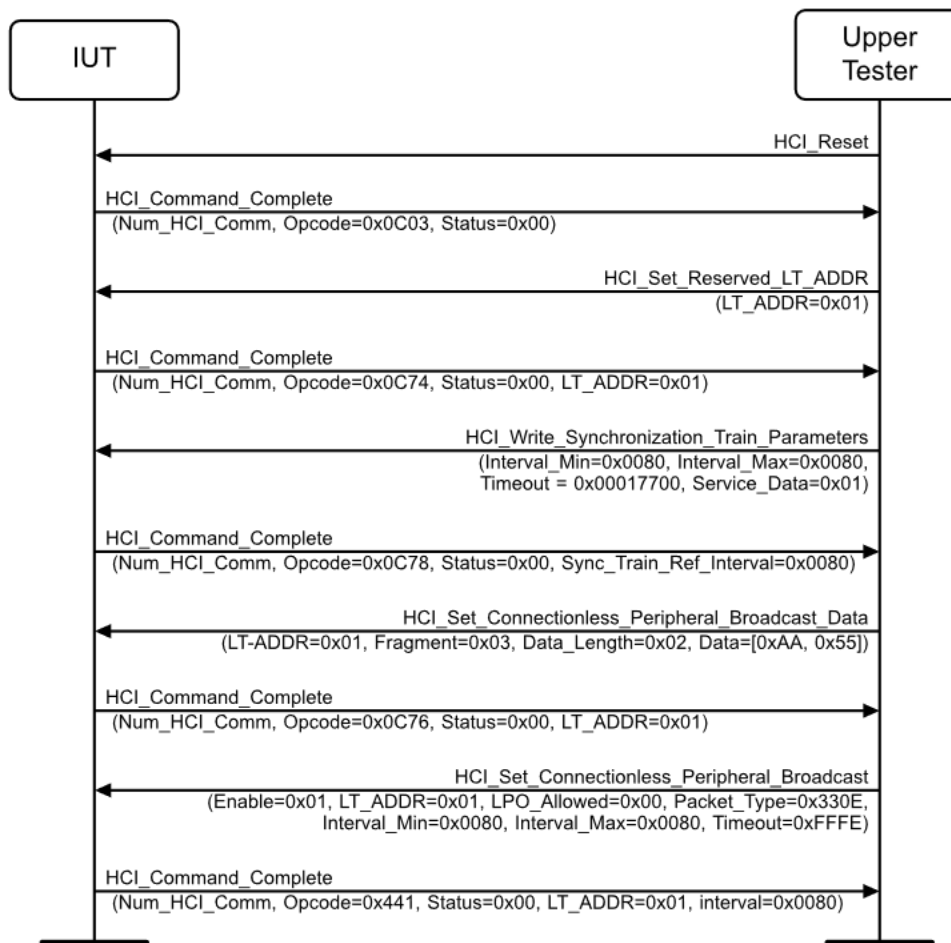 IUT
Upper
Tester
HCI_Reset
HCI_Command_Complete
(Num_HCI_Comm, Opcode=0x0C03, Status=0x00)
HCI_Set_Reserved_LT_ADDR
(LT_ADDR=0x01)
HCI_Command_Complete
(Num_HCI_Comm, Opcode=0x0C74, Status=0x00, LT_ADDR=0x01)
HCI_Write_Synchronization_Train_Parameters
(Interval_Min=0x0080, Interval_Max=0x0080,
Timeout = 0x00017700, Service_Data=0x01)
HCI_Command_Complete
(Num_HCI_Comm, Opcode=0x0C78, Status=0x00, Sync_Train_Ref_Interval=0x0080)
HCI_Set_Connectionless_Peripheral_Broadcast_Data
(LT-ADDR=0x01, Fragment=0x03, Data_Length=0x02, Data=[0xAA, 0x55])
HCI_Command_Complete
(Num_HCI_Comm, Opcode=0x0C76, Status=0x00, LT_ADDR=0x01)
HCI_Set_Connectionless_Peripheral_Broadcast
(Enable=0x01, LT_ADDR=0x01, LPO_Allowed=0x00, Packet_Type=0x330E,
Interval_Min=0x0080, Interval_Max=0x0080, Timeout=0xFFFE)
HCI_Command_Complete
(Num_HCI_Comm, Opcode=0x441, Status=0x00, LT_ADDR=0x01, interval=0x0080)